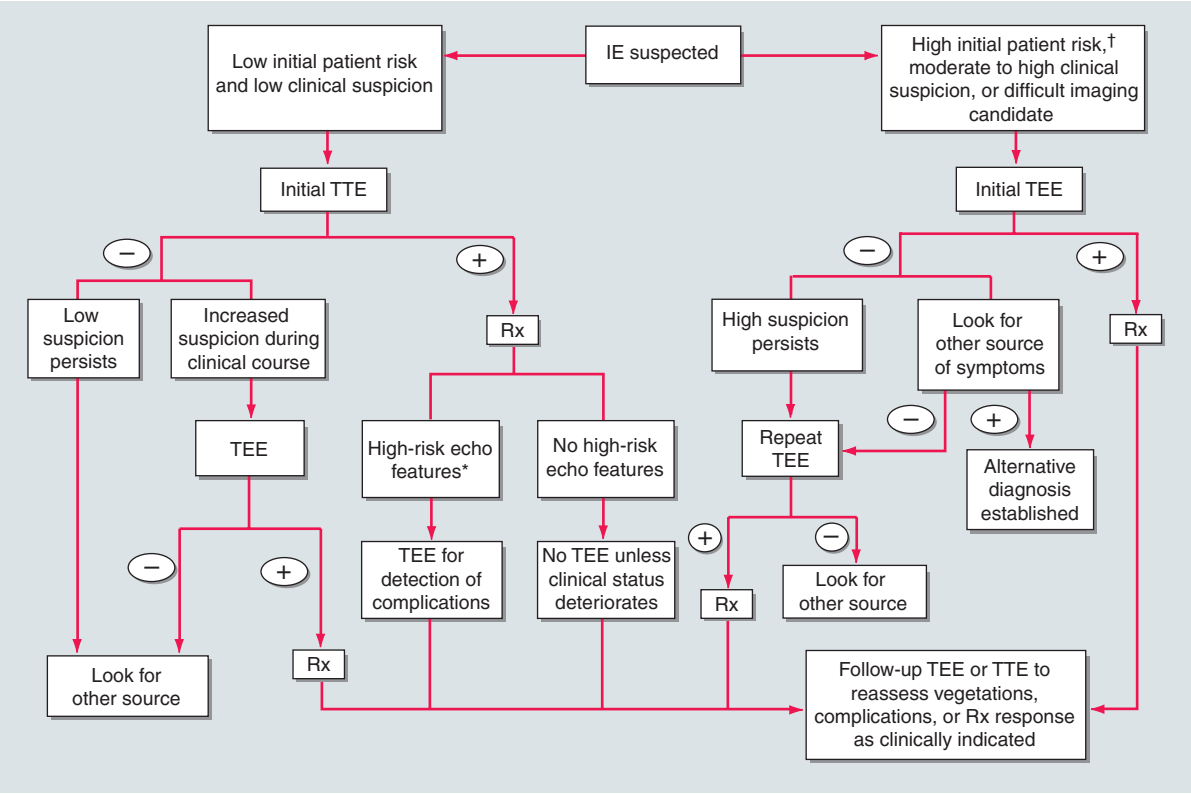 IE suspected
Low initial patient risk
and low clinical suspicion
High initial patient risk,†
moderate to high clinical
suspicion, or difficult imaging
candidate
Initial TTE
Initial TEE
−
+
−
+
Low
suspicion
persists
Increased
suspicion during
clinical course
Rx
High suspicion
persists
Look for
other source
of symptoms
Rx
TEE
High-risk echo
features*
No high-risk
echo features
Repeat
TEE
−
+
Alternative
diagnosis
established
−
+
TEE for
detection of
complications
No TEE unless
clinical status
deteriorates
+
−
Rx
Look for
other source
Look for
other source
Rx
Follow-up TEE or TTE to
reassess vegetations,
complications, or Rx response
as clinically indicated